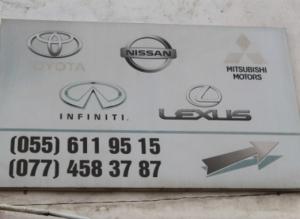 TOYOTA
NISSAN
MITSUBISHI
MOTORS
INFINITI
LEXUS
(055) 611 95 15
(077) 458 37 87